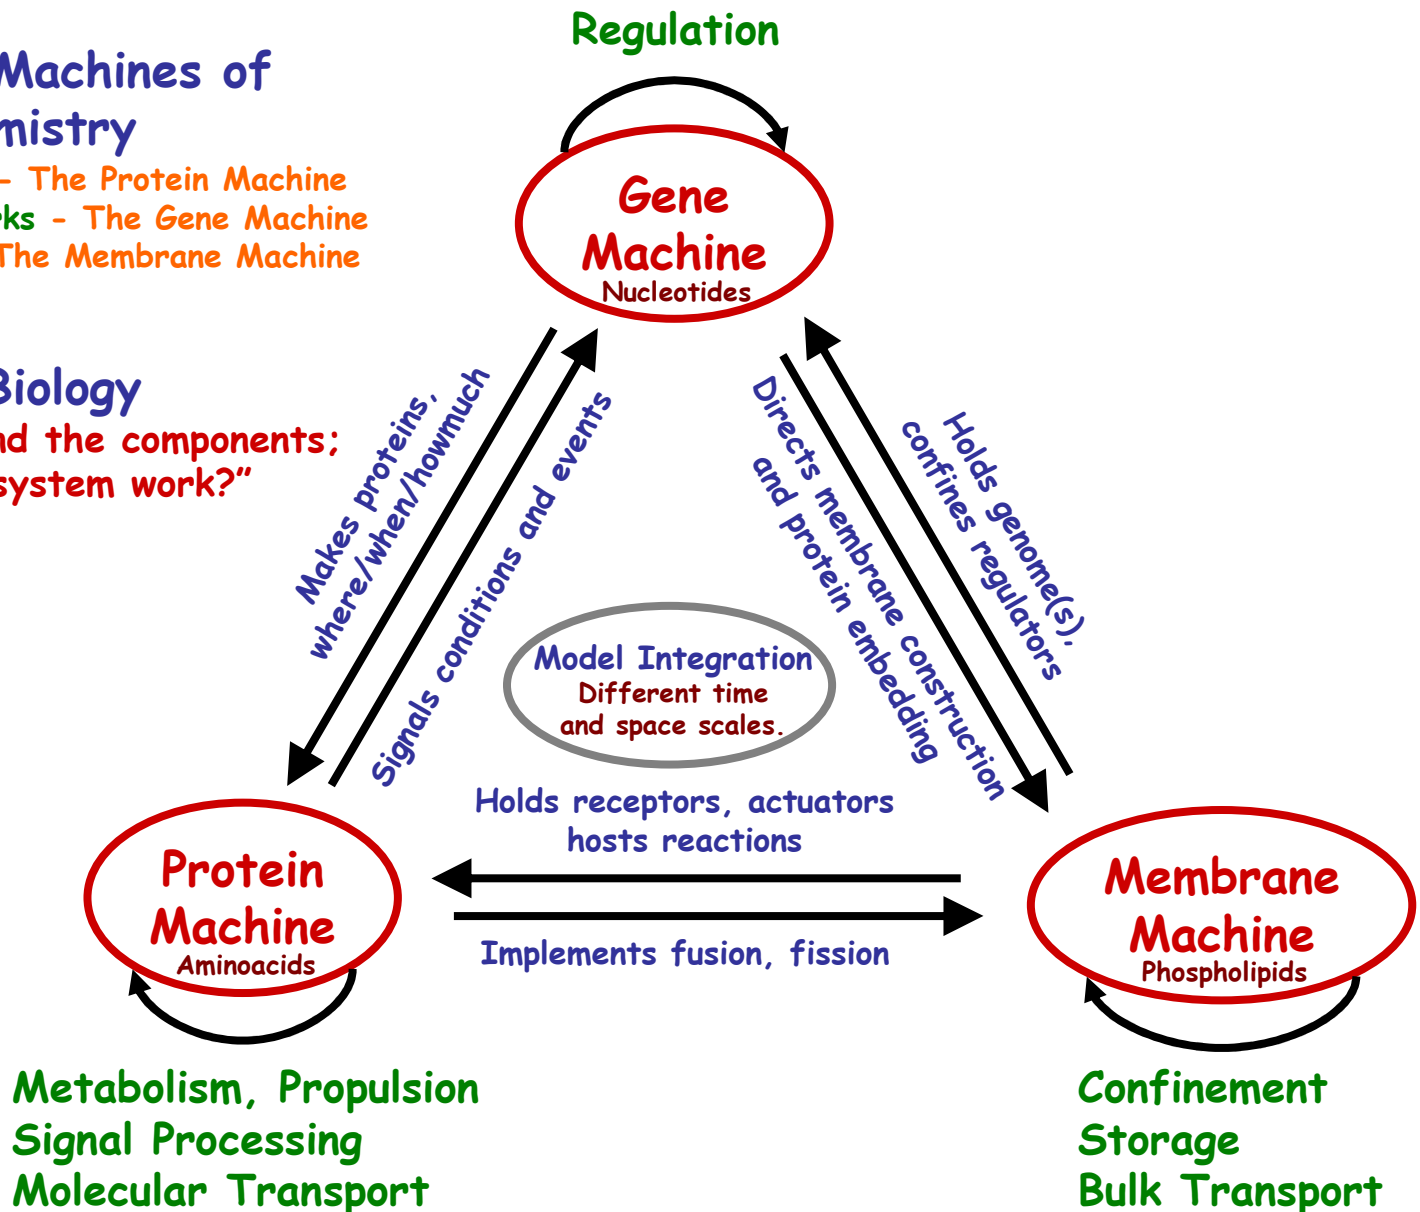 Regulation
Machines of
mistry
- The Protein Machine
rks - The Gene Machine
The Membrane Machine
Gene
Machine
Nucleotides
Biology
nd the components;
system work?”
Makes proteins,
where/when/howmuch
Signals conditions and events
Directs membrane construction
and protein embedding
Holds genome(s),
confines regulators
Model Integration
Different time
and space scales.
Holds receptors, actuators
hosts reactions
Implements fusion, fission
Protein
Machine
Aminoacids
Membrane
Machine
Phospholipids
Metabolism, Propulsion
Signal Processing
Molecular Transport
Confinement
Storage
Bulk Transport